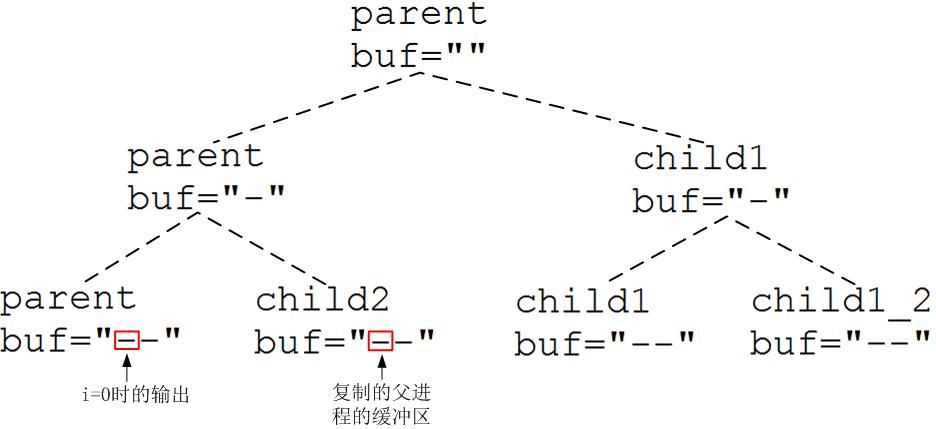 parent
buf=""
parent
buf="-"
child1
buf="-"
parent
buf="--"
child2
buf="--"
child1
buf="--"
child1_2
buf="--"
i=0时的输出
复制的父进
程的缓冲区